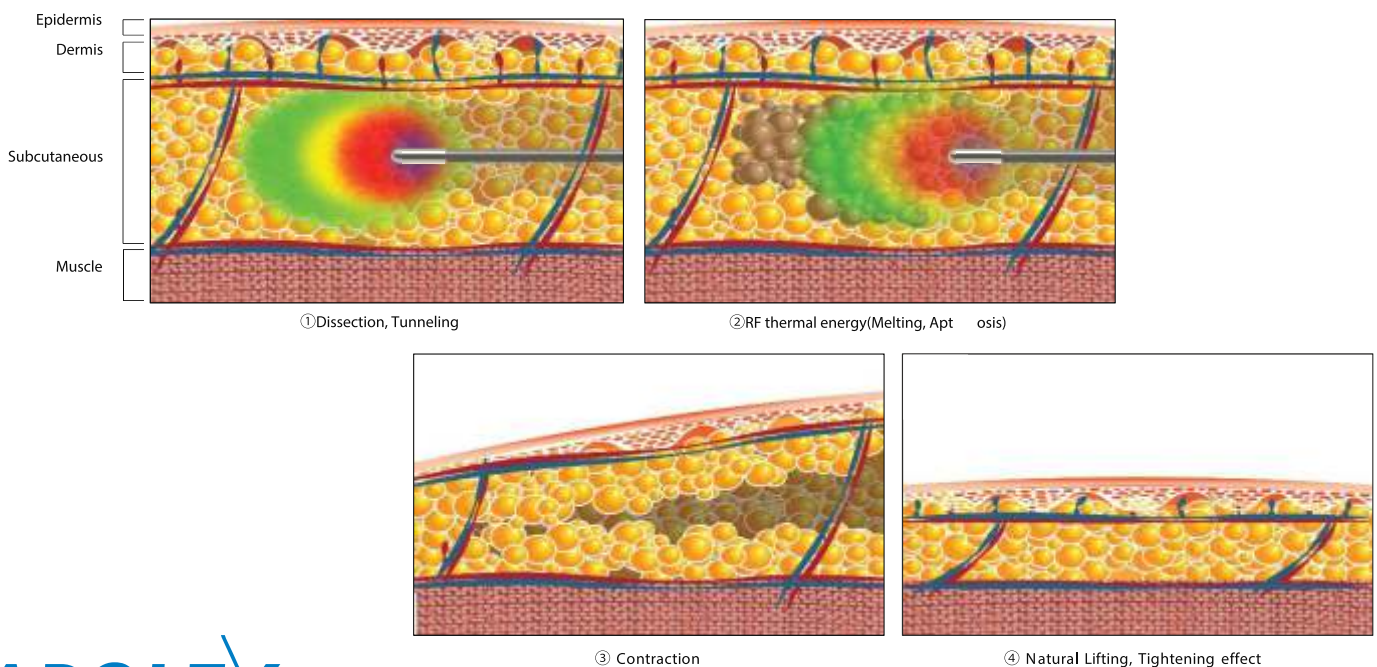 Epidermis
Dermis
Subcutaneous
Muscle
①Dissection, Tunneling
②RF thermal energy(Melting, Apt osis)
③ Contraction
④ Natural Lifting, Tightening effect